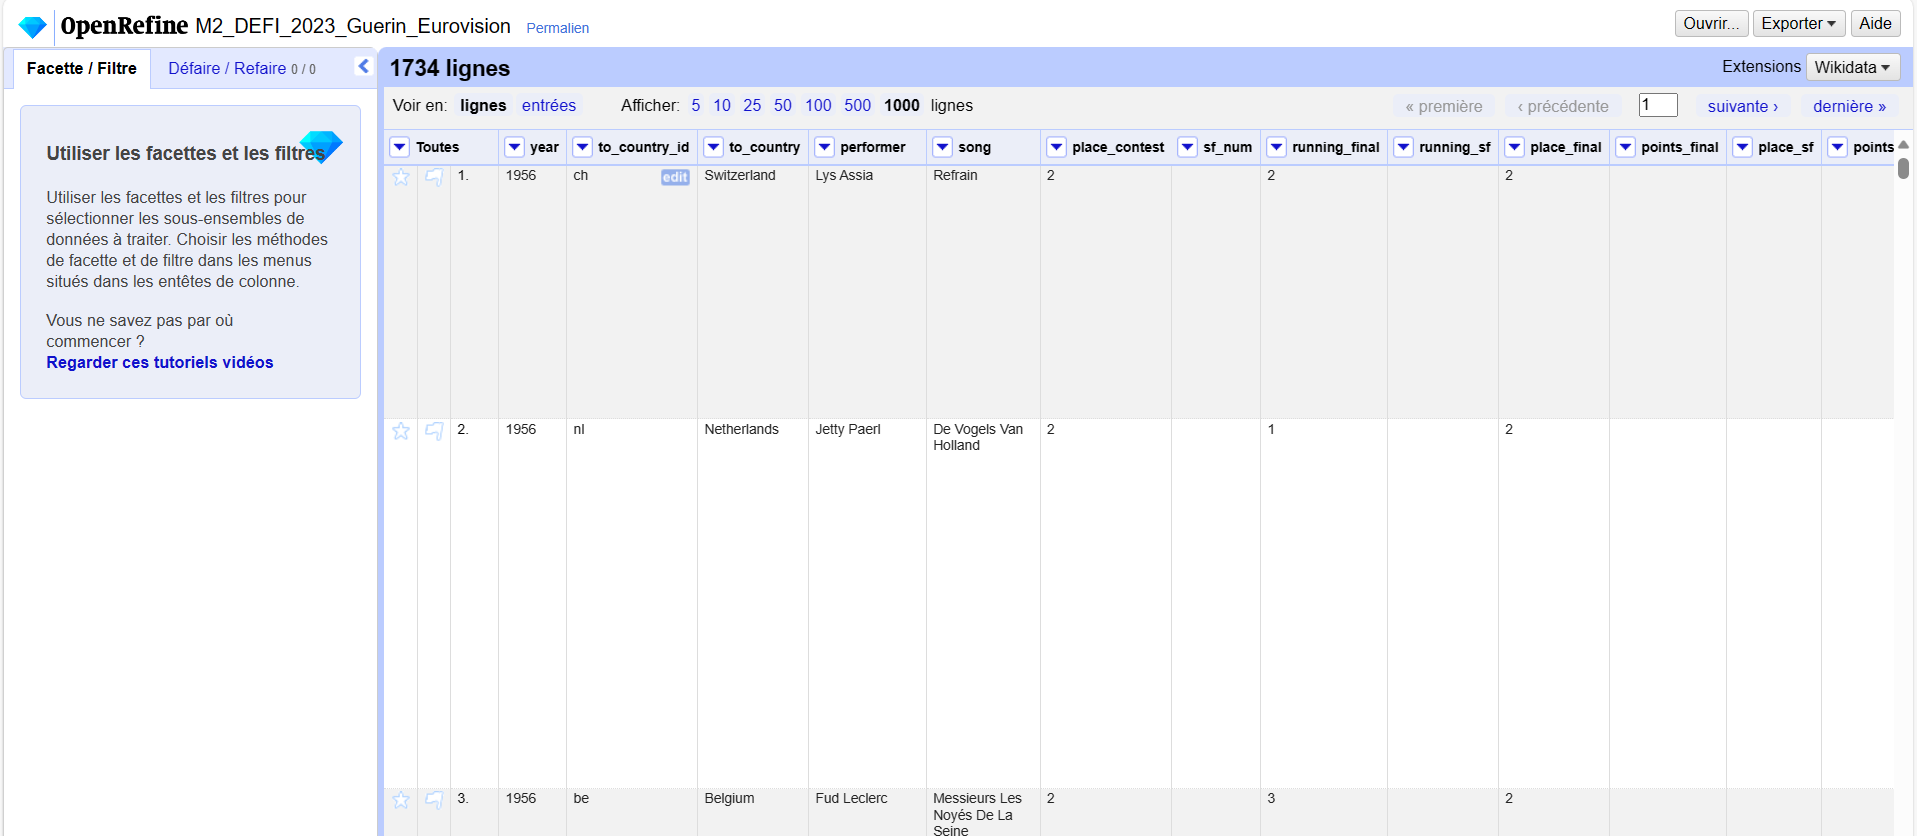 OpenRefine M2_DEFI_2023_Guerin_Eurovision Permalien
Ouvrir... Exporter Aide
Facette / Filtre Défaire / Refaire 0 / 0
1734 lignes
Extensions Wikidata
Voir en: lignes entrées Afficher: 5 10 25 50 100 500 1000 lignes
« première ‹ précédente 1 suivante › dernière »
Utiliser les facettes et les filtres
Utiliser les facettes et les filtres pour
sélectionner les sous-ensembles de
données à traiter. Choisir les méthodes
de facette et de filtre dans les menus
situés dans les entêtes de colonne.
Vous ne savez pas par où
commencer ?
Regarder ces tutoriels vidéos
Toutes year to_country_id to_country performer song place_contest sf_num running_final running_sf place_final points_final place_sf points
1. 1956 ch edit Switzerland Lys Assia Refrain 2 2 2
2. 1956 nl Netherlands Jetty Paerl De Vogels Van 2 1 2
Holland
3. 1956 be Belgium Fud Leclerc Messieurs Les 2 3 2
Noyés De La
Seine